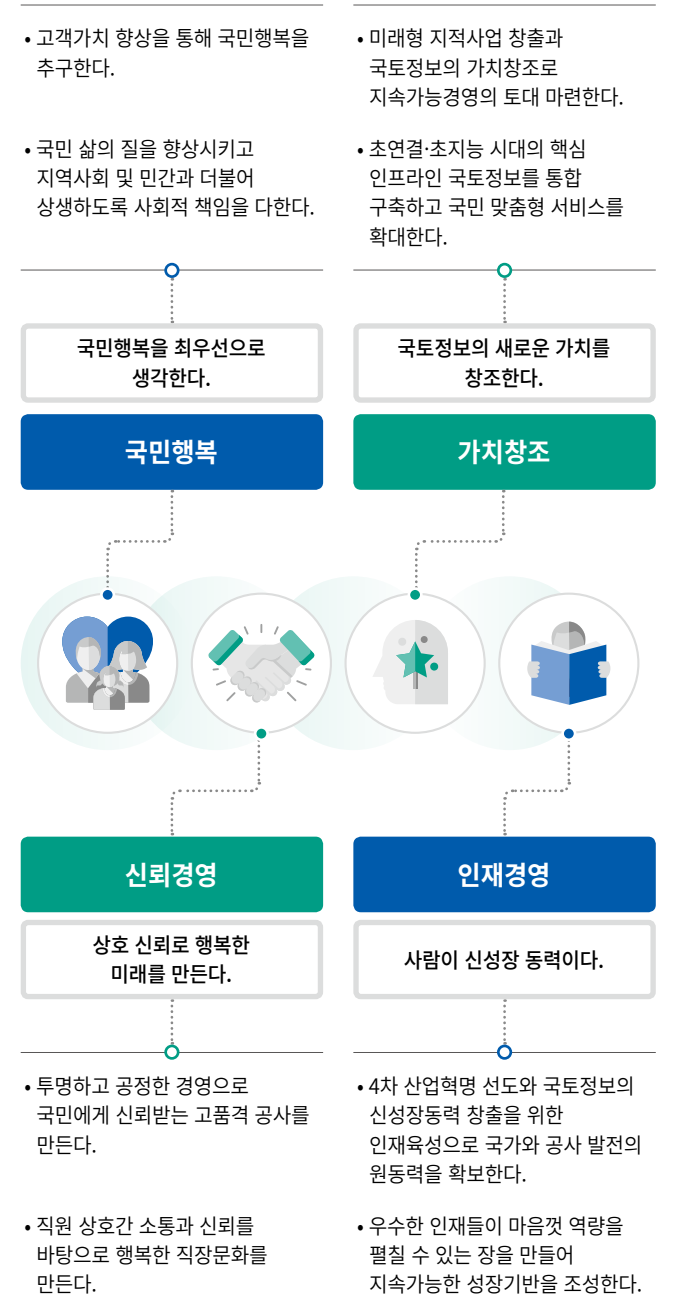 • 고객가치 향상을 통해 국민행복을
추구한다.
• 국민 삶의 질을 향상시키고
지역사회 및 민간과 더불어
상생하도록 사회적 책임을 다한다.
국민행복을 최우선으로
생각한다.
국민행복
• 미래형 지적사업 창출과
국토정보의 가치창조로
지속가능경영의 토대 마련한다.
• 초연결·초지능 시대의 핵심
인프라인 국토정보를 통합
구축하고 국민 맞춤형 서비스를
확대한다.
국토정보의 새로운 가치를
창조한다.
가치창조
신뢰경영
상호 신뢰로 행복한
미래를 만든다.
• 투명하고 공정한 경영으로
국민에게 신뢰받는 고품격 공사를
만든다.
• 직원 상호간 소통과 신뢰를
바탕으로 행복한 직장문화를
만든다.
인재경영
사람이 신성장 동력이다.
• 4차 산업혁명 선도와 국토정보의
신성장동력 창출을 위한
인재육성으로 국가와 공사 발전의
원동력을 확보한다.
• 우수한 인재들이 마음껏 역량을
펼칠 수 있는 장을 만들어
지속가능한 성장기반을 조성한다.